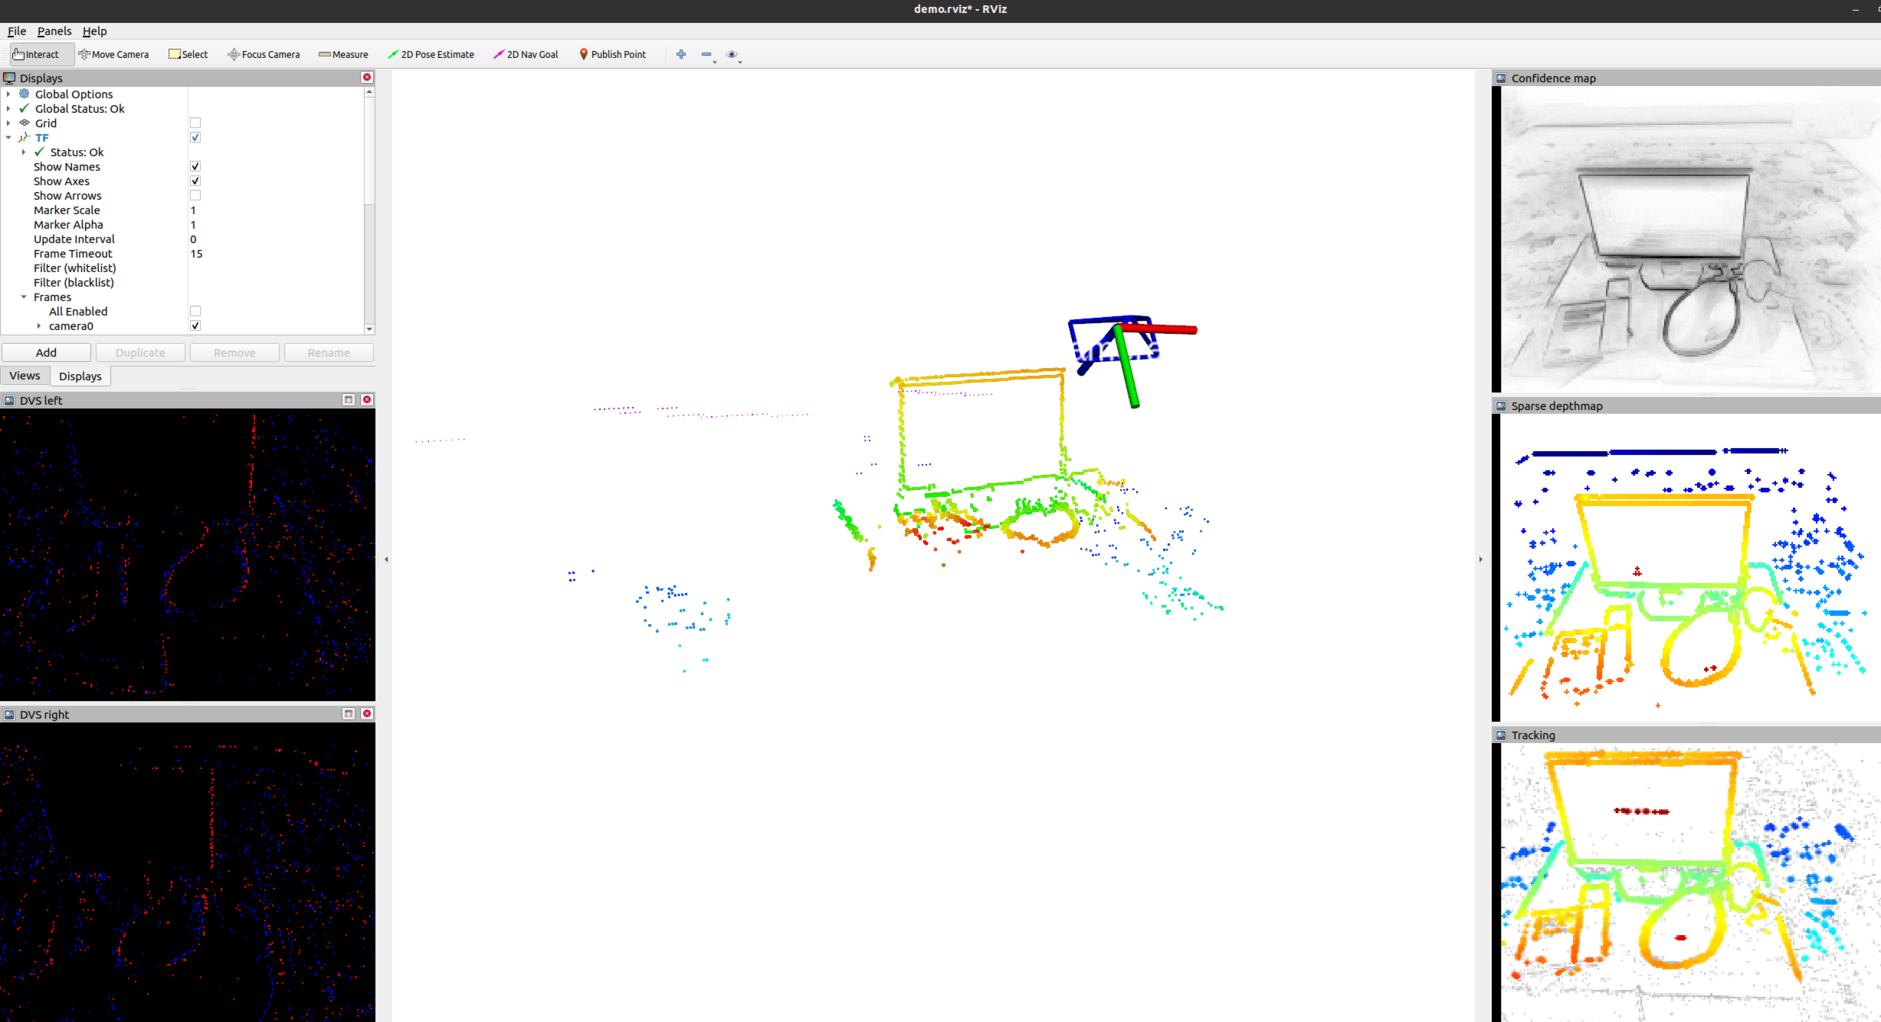 demo.rviz* - RViz
File Panels Help
Interact Move Camera Select Focus Camera Measure 2D Pose Estimate 2D Nav Goal Publish Point
Displays
Global Options
Global Status: Ok
Grid
TF
Status: Ok
Show Names
Show Axes
Show Arrows
Marker Scale 1
Marker Alpha 1
Update Interval 0
Frame Timeout 15
Filter (whitelist)
Filter (blacklist)
Frames
All Enabled
camera0
Add Duplicate Remove Rename
Views Displays
DVS left
DVS right
Confidence map
Sparse depthmap
Tracking